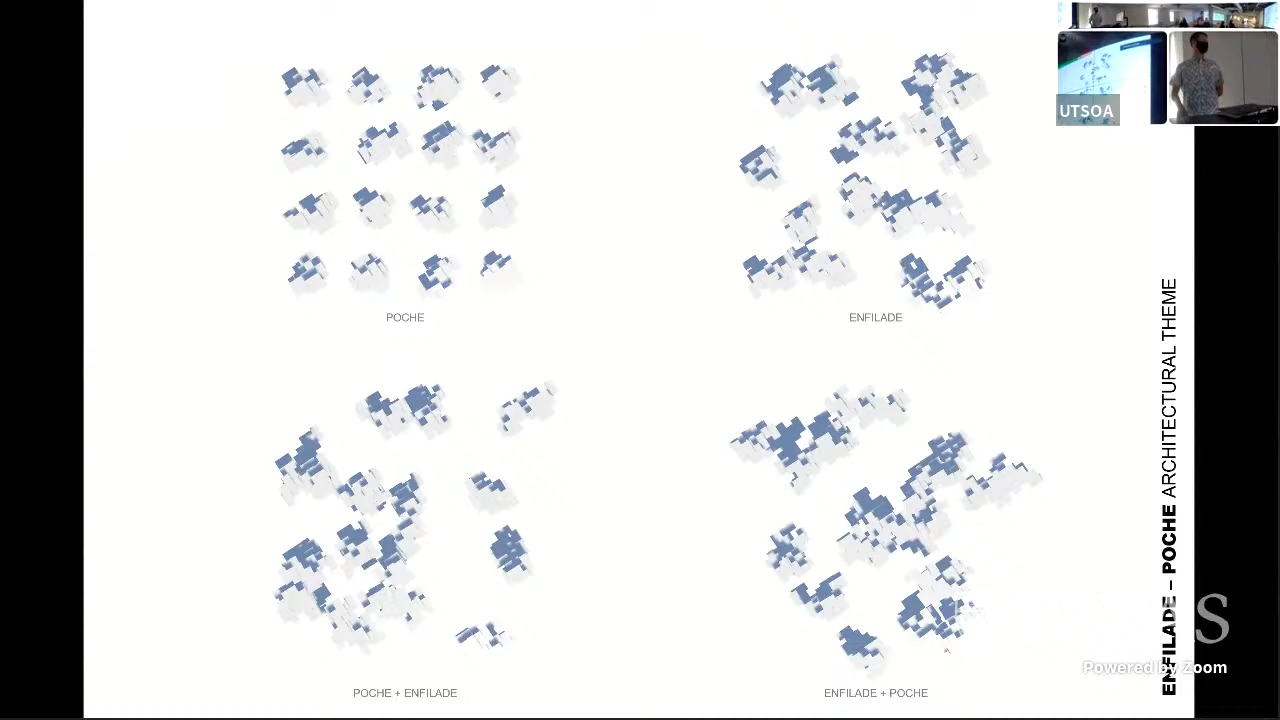 UTSOA
POCHE
ENFILADE
POCHE + ENFILADE
ENFILADE + POCHE
ENFILADE – POCHE ARCHITECTURAL THEME
S
Powered by Zoom